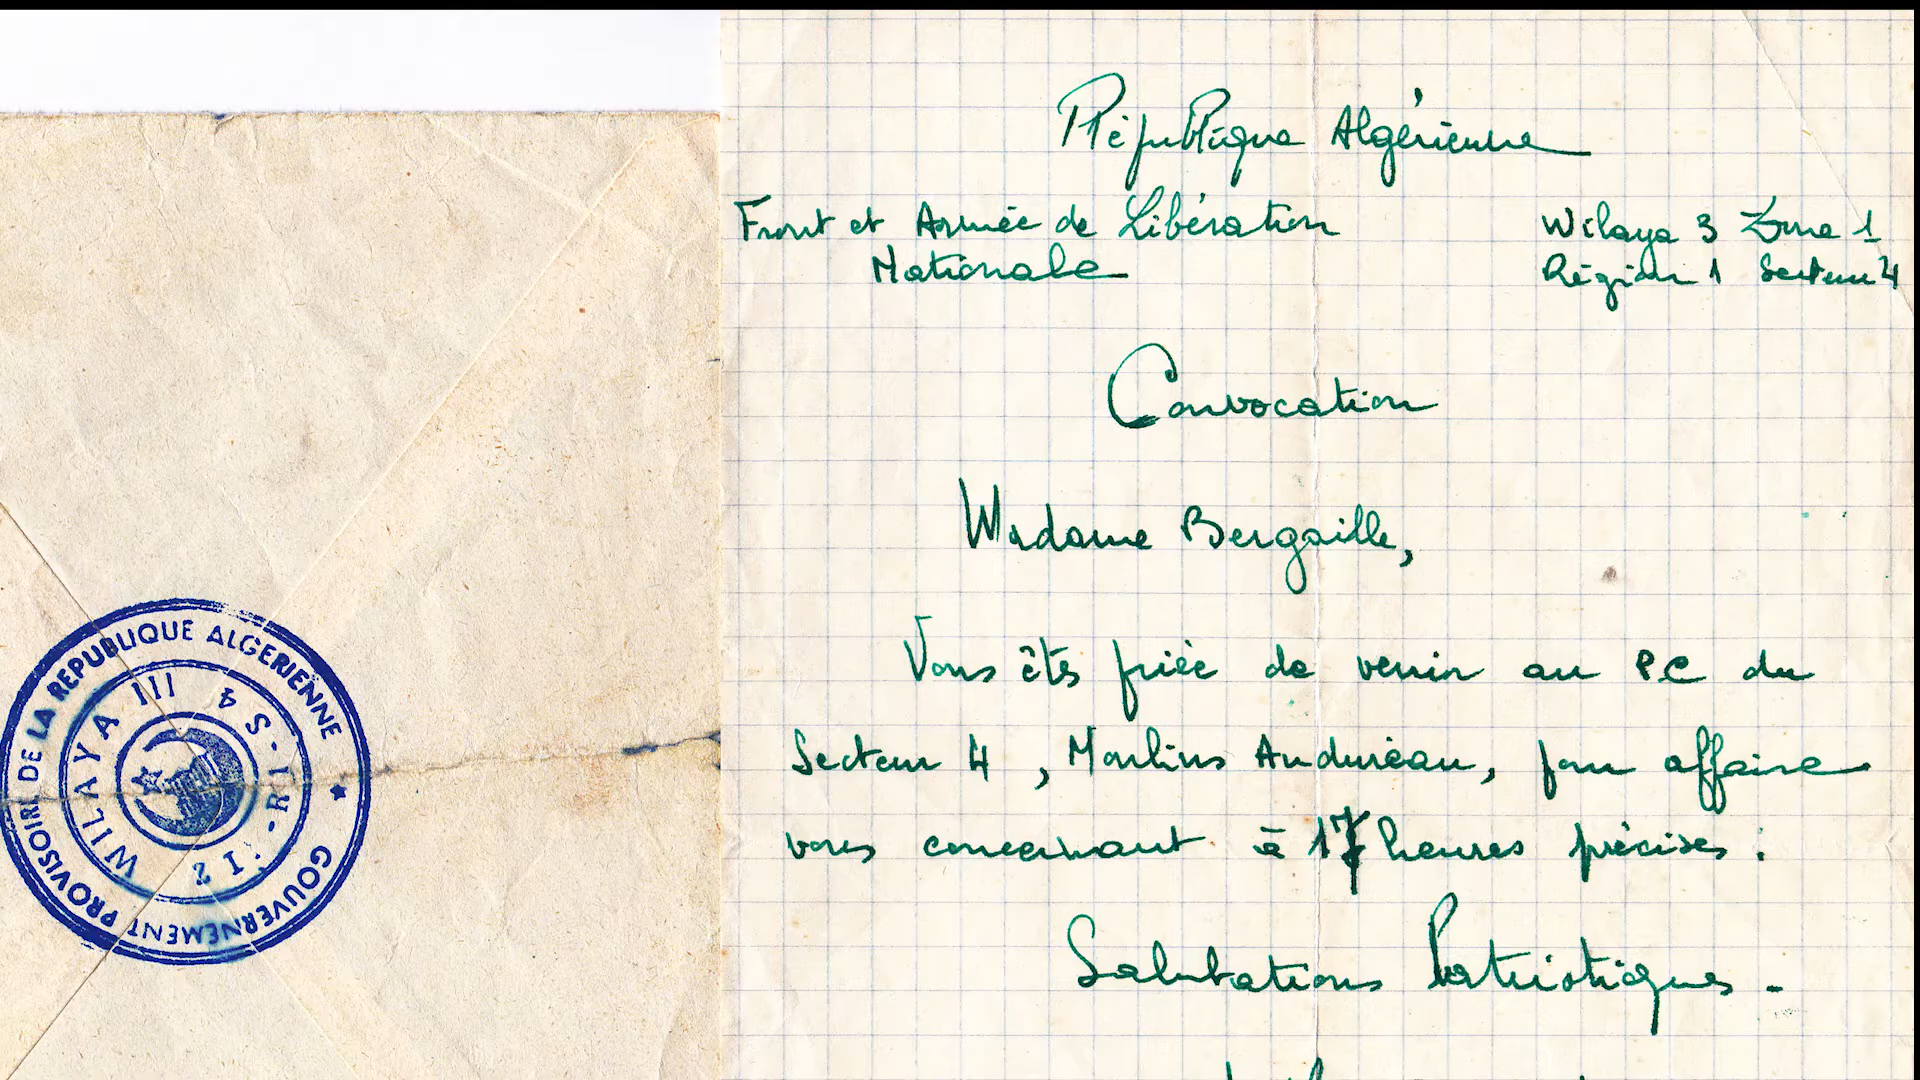 République Algérienne
Front et Armée de Libération
Nationale
Wilaya 3 Zone 1
Région 1 Secteur 4
Convocation
Madame Bergaille,
Vous êtes priée de venir au P.C du
Secteur 4, Moulins Anduréau, pour affaire
vous concernant à 17 heures précises :
Salutations Patriotiques -
GOUVERNEMENT PROVISOIRE DE LA REPUBLIQUE ALGERIENNE
WILAYA III